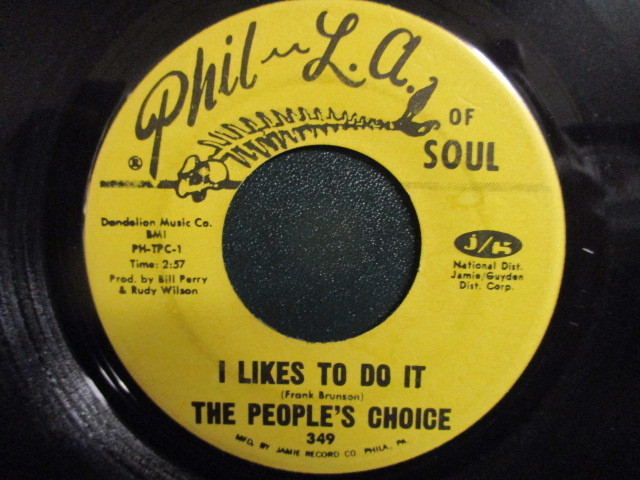 Phil-L.A.
OF
SOUL
®
Dandelion Music Co.
BMI
PH-TPC-1
Time: 2:57
Prod. by Bill Perry
& Rudy Wilson
j/g
National Dist.
Jamie/Guyden
Dist. Corp.
I LIKES TO DO IT
(Frank Brunson)
THE PEOPLE'S CHOICE
349
MFD. BY JAMIE RECORD CO. PHILA., PA.